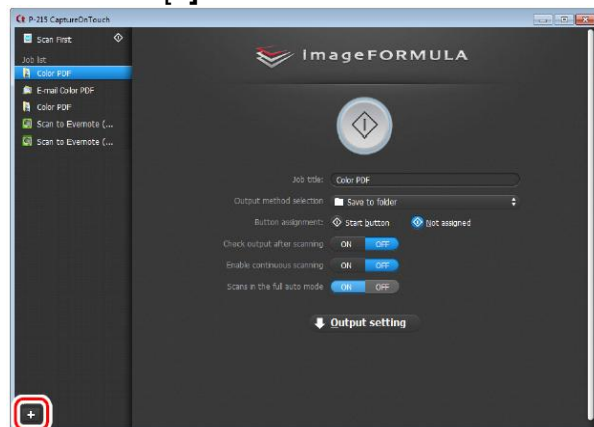 [+]
P-215 CaptureOnTouch
Scan First
Job list
Color PDF
E-mail Color PDF
Color PDF
Scan to Evernote (...
Scan to Evernote (...
imageFORMULA
Job title: Color PDF
Output method selection Save to folder
Button assignment: Start button Not assigned
Check output after scanning ON OFF
Enable continuous scanning ON OFF
Scans in the full auto mode ON OFF
Output setting
+